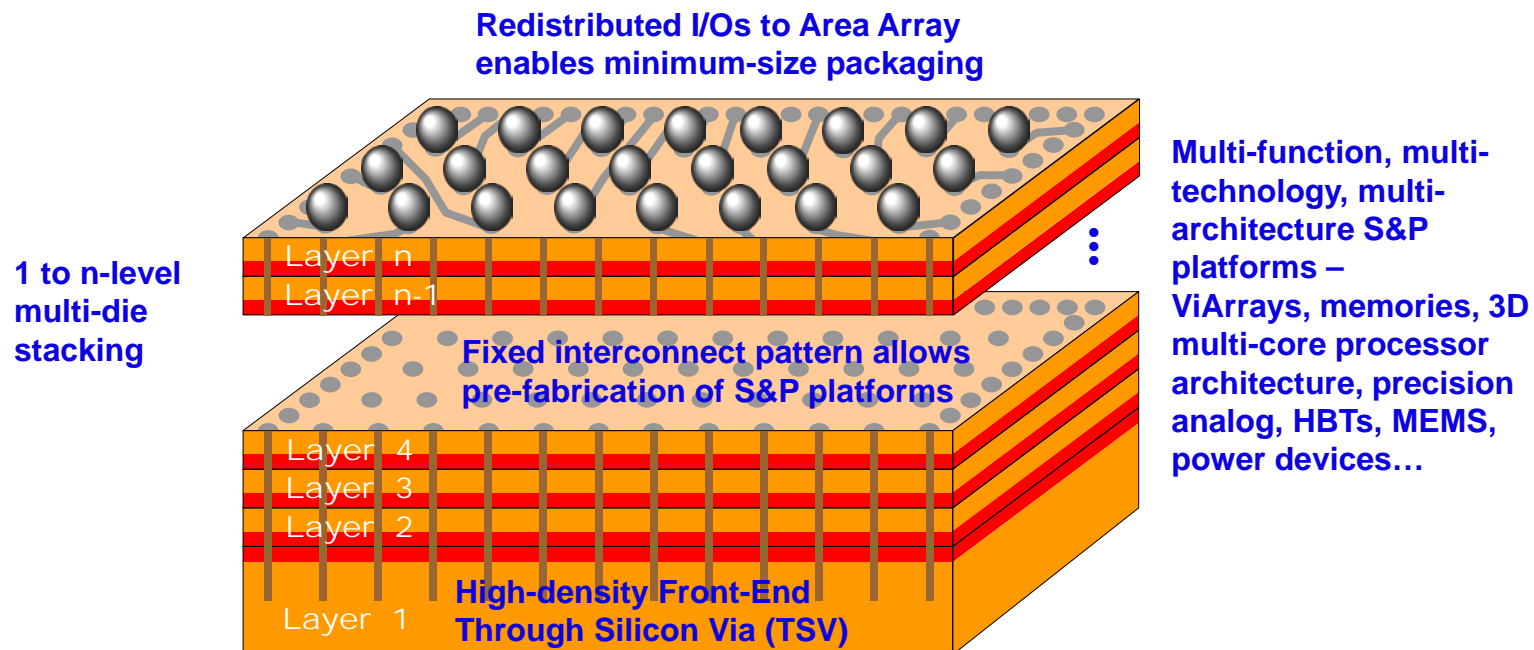 Redistributed I/Os to Area Array
enables minimum-size packaging
Multi-function, multi-
technology, multi-
architecture S&P
platforms –
ViArrays, memories, 3D
multi-core processor
architecture, precision
analog, HBTs, MEMS,
power devices…
1 to n-level
multi-die
stacking
Layer n
Layer n-1
Fixed interconnect pattern allows
pre-fabrication of S&P platforms
Layer 4
Layer 3
Layer 2
Layer 1
High-density Front-End
Through Silicon Via (TSV)